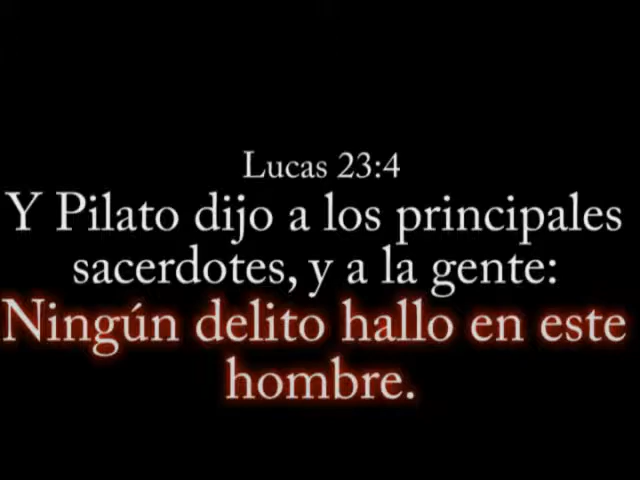 Lucas 23:4
Y Pilato dijo a los principales
sacerdotes, y a la gente:
Ningún delito hallo en este
hombre.